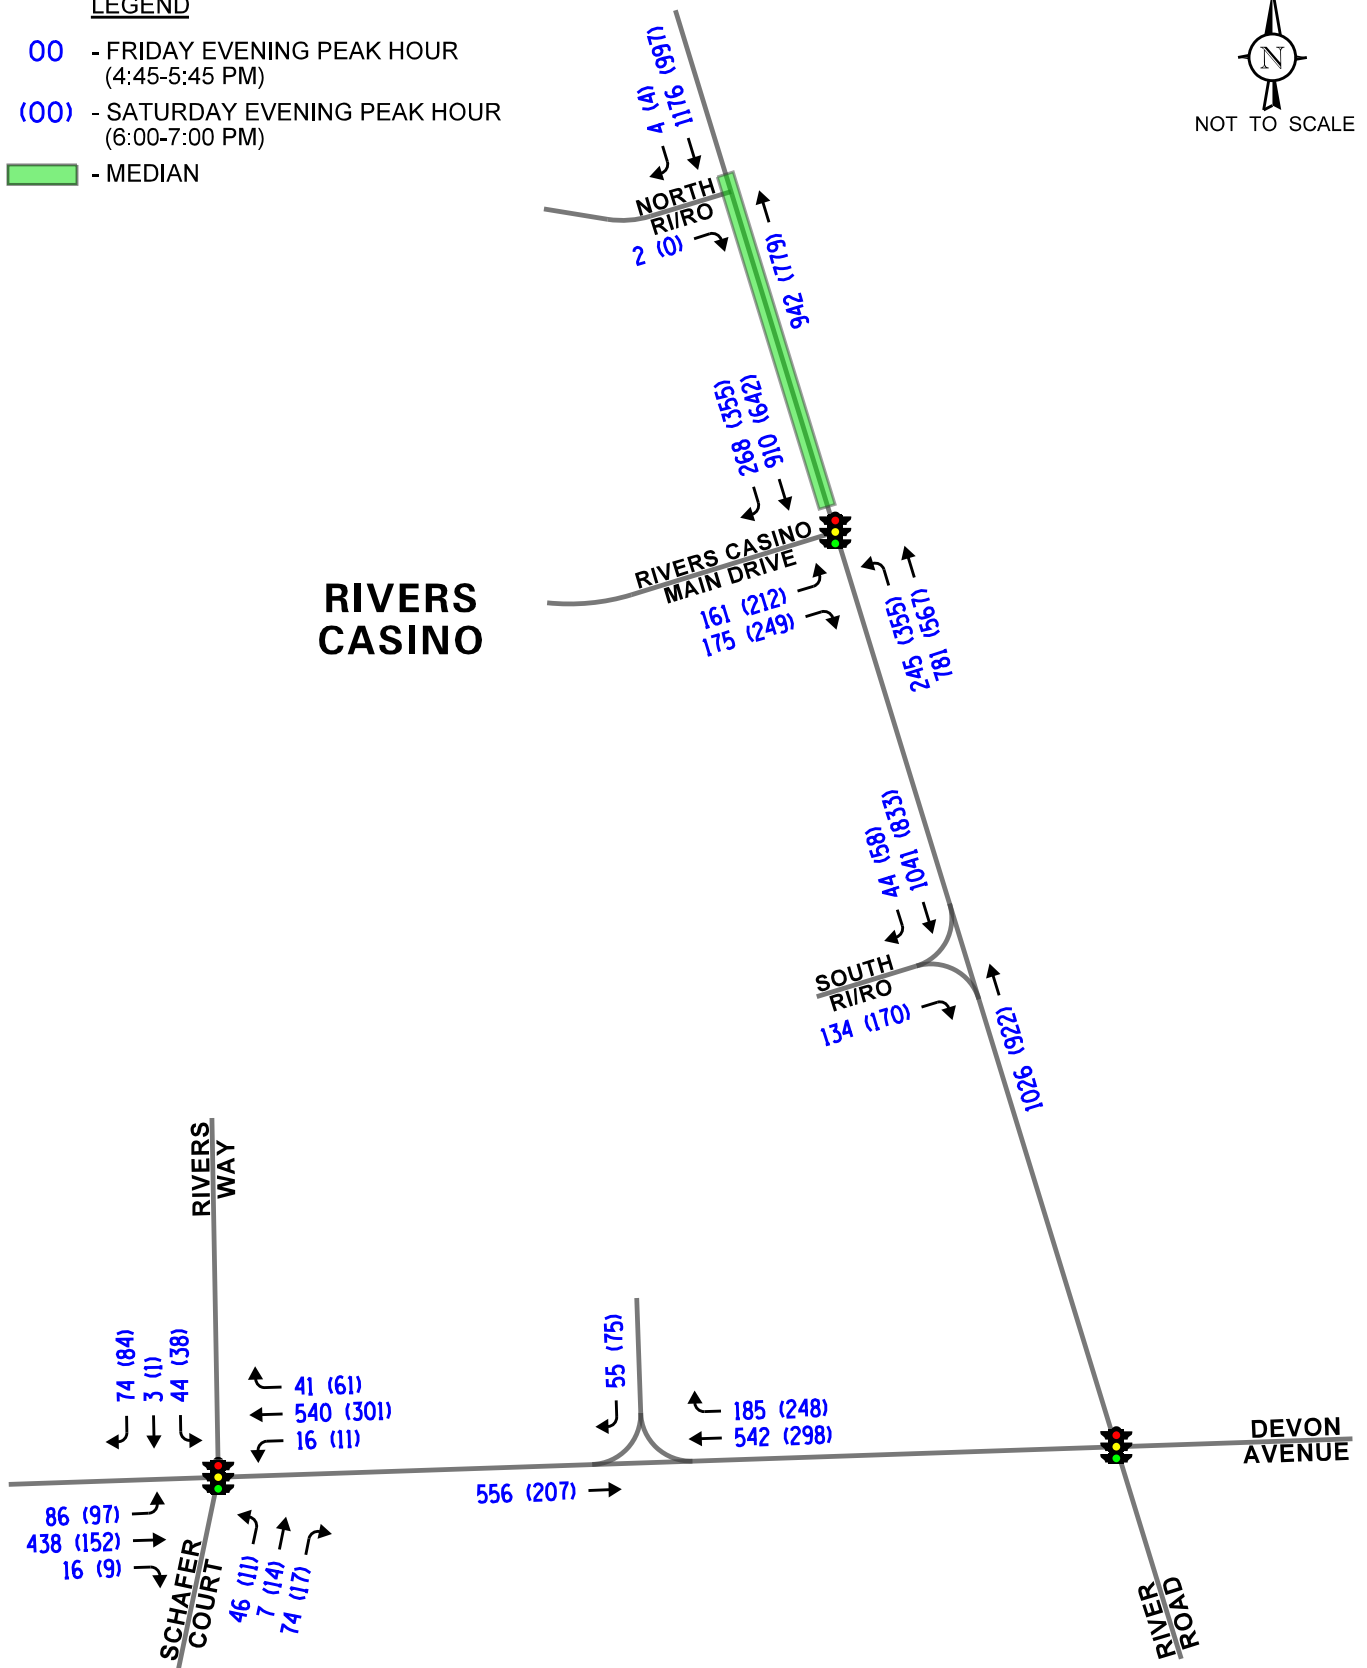 LEGEND
00 - FRIDAY EVENING PEAK HOUR
(4:45-5:45 PM)
(00) - SATURDAY EVENING PEAK HOUR
(6:00-7:00 PM)
- MEDIAN
N
NOT TO SCALE
4 (4)
1176 (997)
NORTH
RI/RO
2 (0)
942 (779)
268 (355)
910 (642)
RIVERS CASINO
MAIN DRIVE
161 (212)
175 (249)
245 (355)
781 (567)
RIVERS
CASINO
44 (58)
1041 (833)
SOUTH
RI/RO
134 (170)
1026 (922)
RIVERS
WAY
74 (84)
3 (1)
44 (38)
41 (61)
540 (301)
16 (11)
55 (75)
185 (248)
542 (298)
DEVON
AVENUE
556 (207)
86 (97)
438 (152)
16 (9)
SCHAFER
COURT
46 (11)
7 (14)
74 (17)
RIVER
ROAD